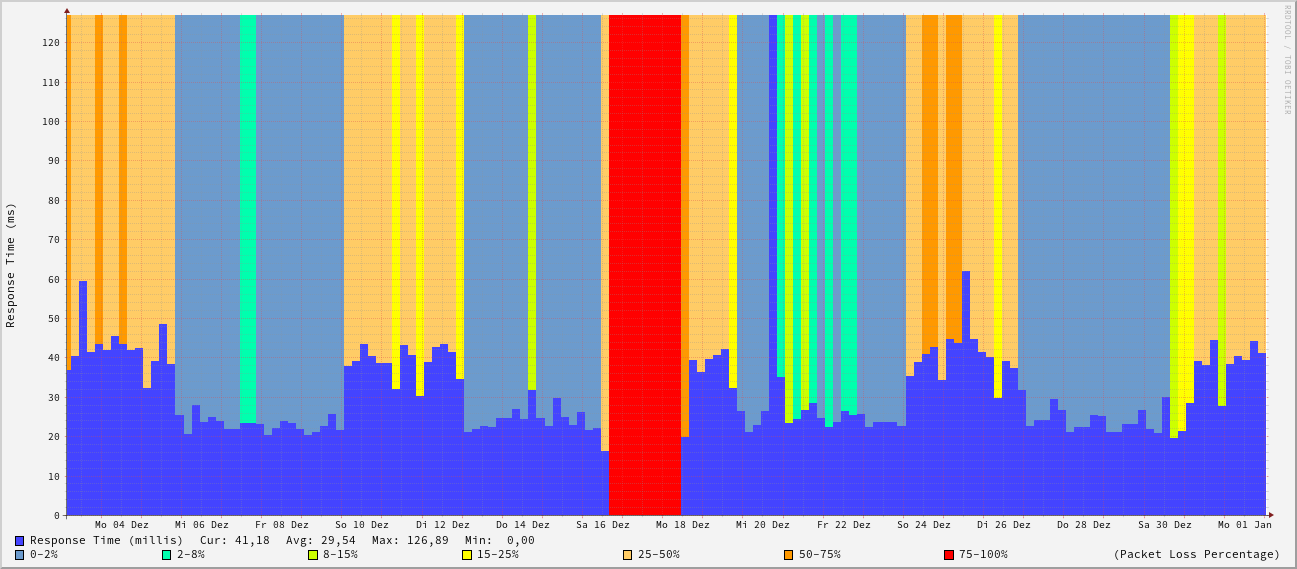 RRDTOOL / TOBI OETIKER
Response Time (ms)
120
110
100
90
80
70
60
50
40
30
20
10
0
Mo 04 Dez Mi 06 Dez Fr 08 Dez So 10 Dez Di 12 Dez Do 14 Dez Sa 16 Dez Mo 18 Dez Mi 20 Dez Fr 22 Dez So 24 Dez Di 26 Dez Do 28 Dez Sa 30 Dez Mo 01 Jan
Response Time (millis) Cur: 41,18 Avg: 29,54 Max: 126,89 Min: 0,00
0-2% 2-8% 8-15% 15-25% 25-50% 50-75% 75-100% (Packet Loss Percentage)